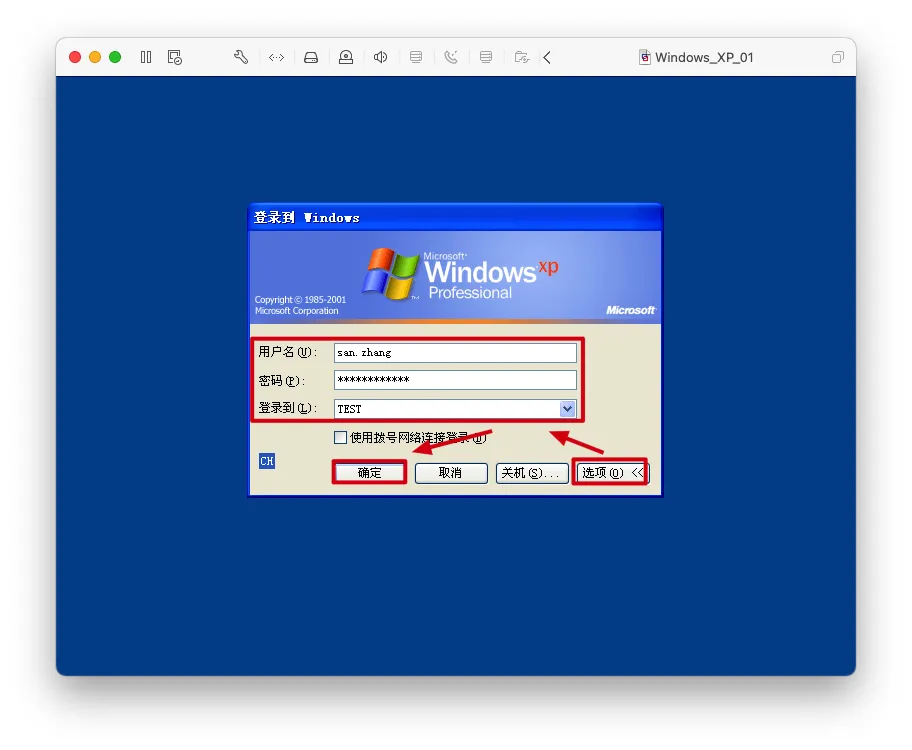 Windows_XP_01
登录到 Windows
Microsoft
Windows xp
Professional
Copyright © 1985-2001
Microsoft Corporation
Microsoft
用户名(U): san.zhang
密码(P): ************
登录到(L): TEST
使用拨号网络连接登录(D)
CH
确定 取消 关机(S)... 选项(O) <<